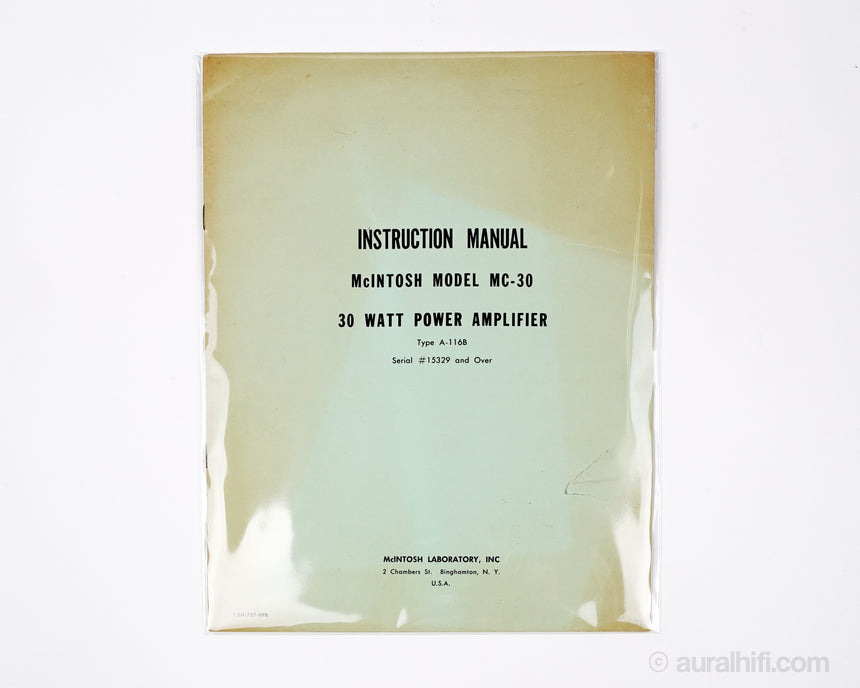 INSTRUCTION MANUAL
McINTOSH MODEL MC-30
30 WATT POWER AMPLIFIER
Type A-116B
Serial #15329 and Over
McINTOSH LABORATORY, INC
2 Chambers St. Binghamton, N. Y.
U.S.A.
© auralhifi.com